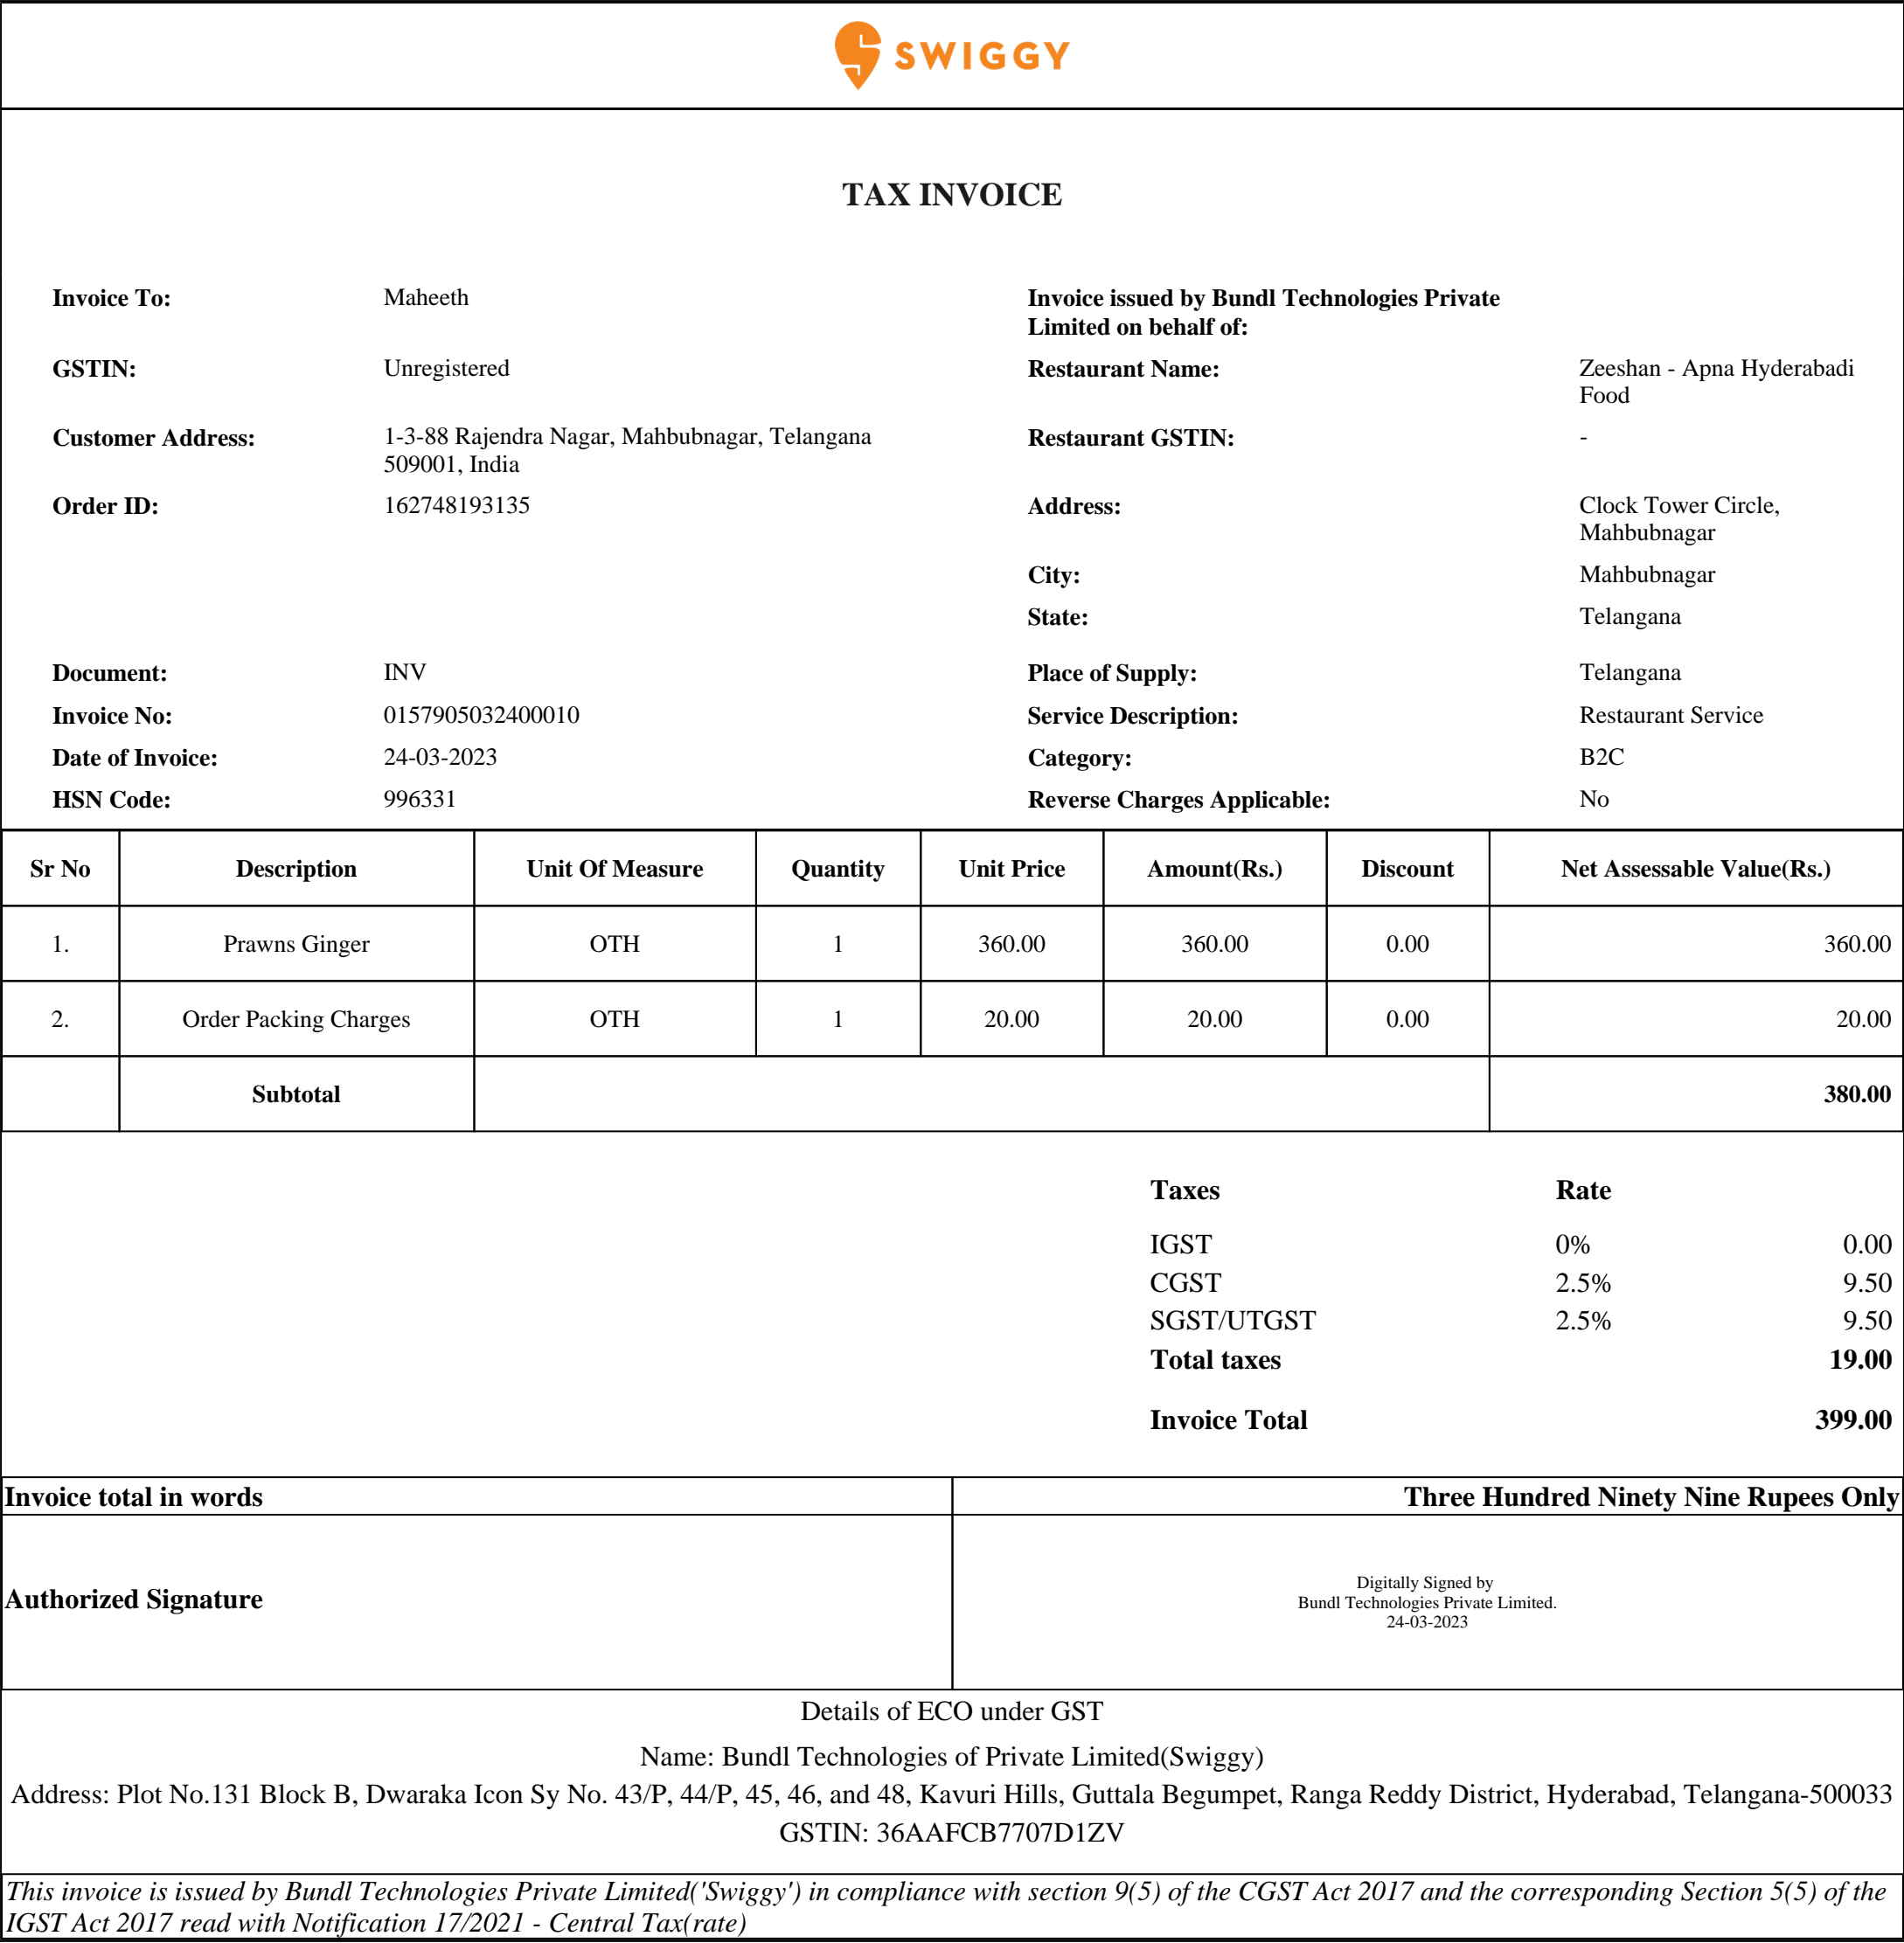 SWIGGY
TAX INVOICE
Invoice To: Maheeth Invoice issued by Bundl Technologies Private
Limited on behalf of:
GSTIN: Unregistered Restaurant Name: Zeeshan - Apna Hyderabadi
Food
Customer Address: 1-3-88 Rajendra Nagar, Mahbubnagar, Telangana Restaurant GSTIN: -
509001, India
Order ID: 162748193135 Address: Clock Tower Circle,
Mahbubnagar
City: Mahbubnagar
State: Telangana
Document: INV Place of Supply: Telangana
Invoice No: 0157905032400010 Service Description: Restaurant Service
Date of Invoice: 24-03-2023 Category: B2C
HSN Code: 996331 Reverse Charges Applicable: No
Sr No Description Unit Of Measure Quantity Unit Price Amount(Rs.) Discount Net Assessable Value(Rs.)
1. Prawns Ginger OTH 1 360.00 360.00 0.00 360.00
2. Order Packing Charges OTH 1 20.00 20.00 0.00 20.00
Subtotal 380.00
Taxes Rate
IGST 0% 0.00
CGST 2.5% 9.50
SGST/UTGST 2.5% 9.50
Total taxes 19.00
Invoice Total 399.00
Invoice total in words Three Hundred Ninety Nine Rupees Only
Authorized Signature
Digitally Signed by
Bundl Technologies Private Limited.
24-03-2023
Details of ECO under GST
Name: Bundl Technologies of Private Limited(Swiggy)
Address: Plot No.131 Block B, Dwaraka Icon Sy No. 43/P, 44/P, 45, 46, and 48, Kavuri Hills, Guttala Begumpet, Ranga Reddy District, Hyderabad, Telangana-500033
GSTIN: 36AAFCB7707D1ZV
This invoice is issued by Bundl Technologies Private Limited('Swiggy') in compliance with section 9(5) of the CGST Act 2017 and the corresponding Section 5(5) of the
IGST Act 2017 read with Notification 17/2021 - Central Tax(rate)